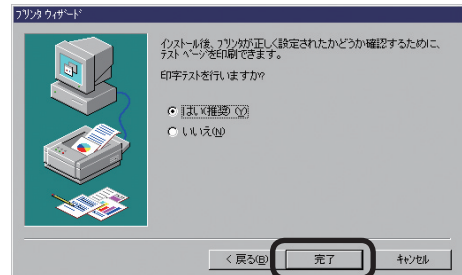 プリンタ ウィザード
インストール後、プリンタが正しく設定されたかどうか確認するために、
テスト ページを印刷できます。
印字テストを行いますか?
はい(推奨)(Y)
いいえ(N)
< 戻る(B)
完了
キャンセル